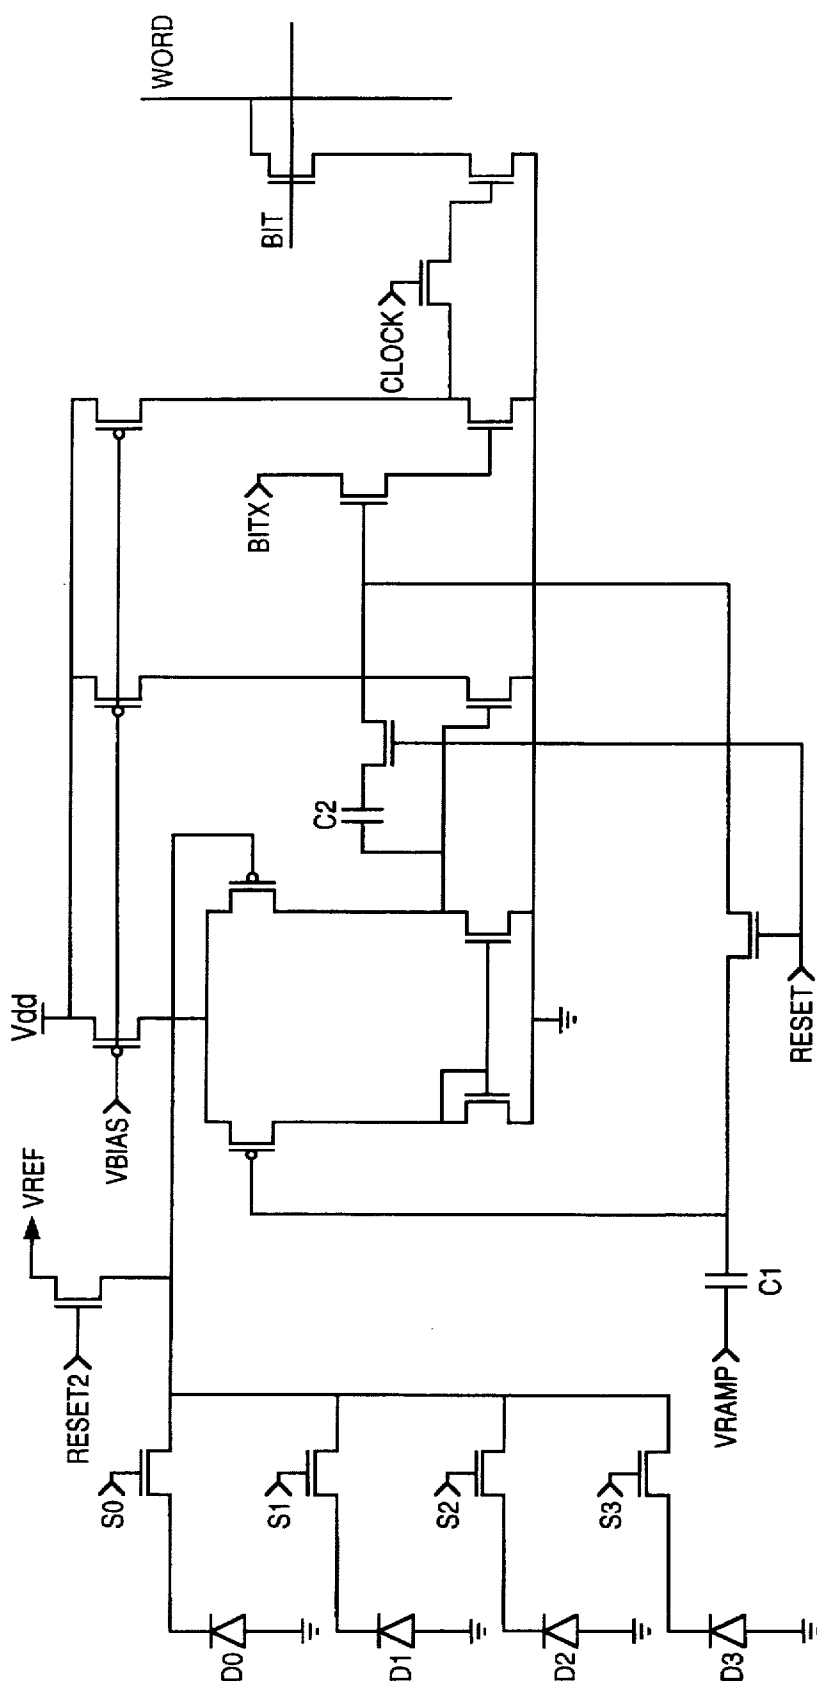 WORD
BIT
CLOCK
BITX
C2
Vdd
VBIAS
VREF
RESET2
RESET
C1
VRAMP
S0
S1
S2
S3
D0
D1
D2
D3